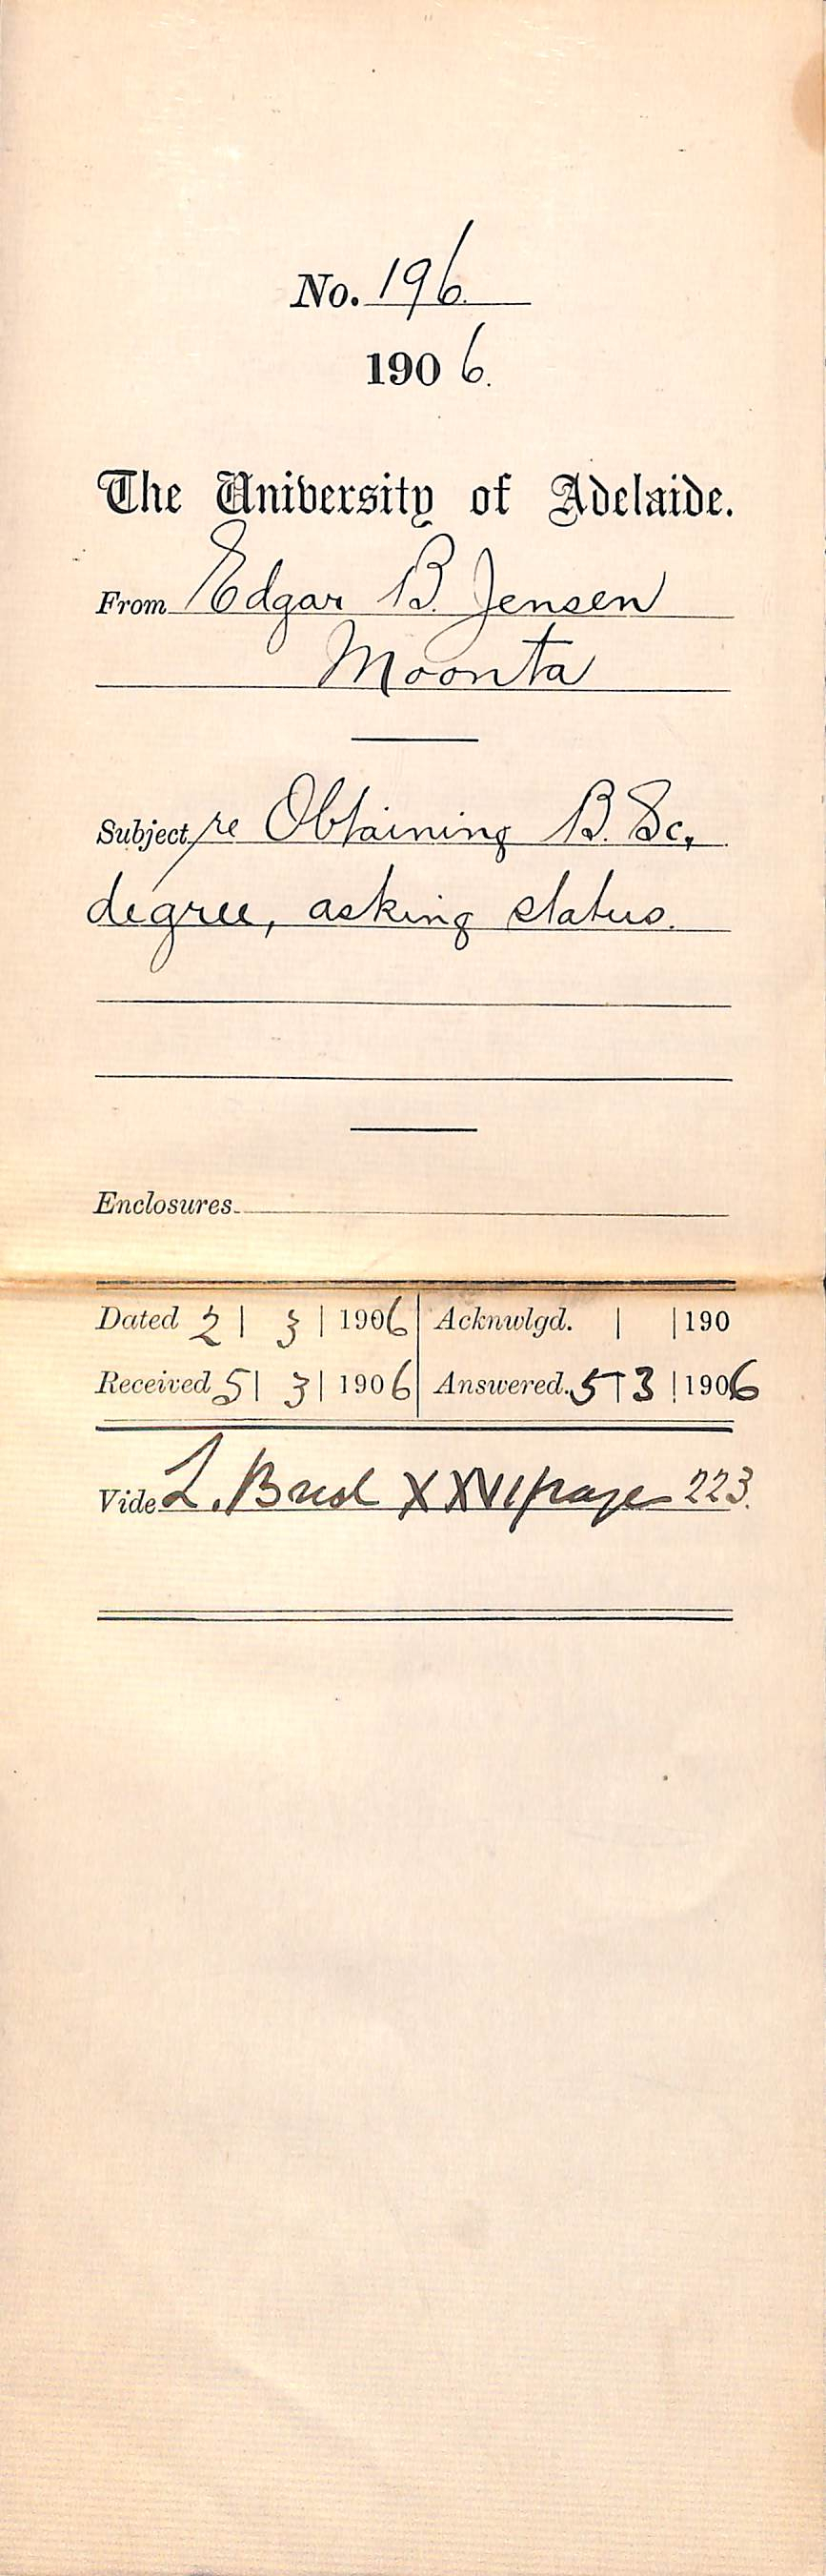 No. 196.
1906.
The University of Adelaide.
From Edgar B. Jensen
Moonta
Subject re Obtaining B. Sc.,
degree, asking status.
Enclosures.
Dated 2 | 3 | 1906 Acknwlgd. | | 190
Received 5 | 3 | 1906 Answered. 5 | 3 | 1906
Vide L. XXVI page 223.